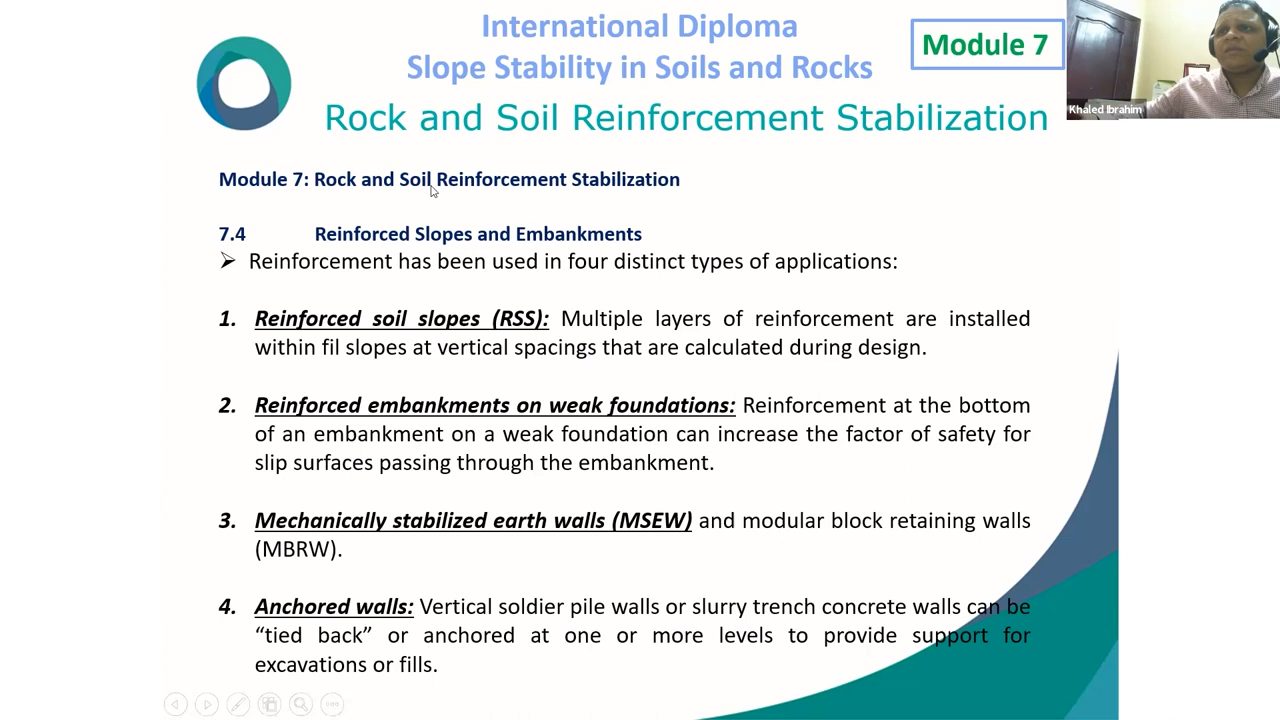 International Diploma
Slope Stability in Soils and Rocks
Module 7
Khaled Ibrahim
Rock and Soil Reinforcement Stabilization
Module 7: Rock and Soil Reinforcement Stabilization
7.4 Reinforced Slopes and Embankments
➢ Reinforcement has been used in four distinct types of applications:
1. Reinforced soil slopes (RSS): Multiple layers of reinforcement are installed
within fil slopes at vertical spacings that are calculated during design.
2. Reinforced embankments on weak foundations: Reinforcement at the bottom
of an embankment on a weak foundation can increase the factor of safety for
slip surfaces passing through the embankment.
3. Mechanically stabilized earth walls (MSEW) and modular block retaining walls
(MBRW).
4. Anchored walls: Vertical soldier pile walls or slurry trench concrete walls can be
“tied back” or anchored at one or more levels to provide support for
excavations or fills.